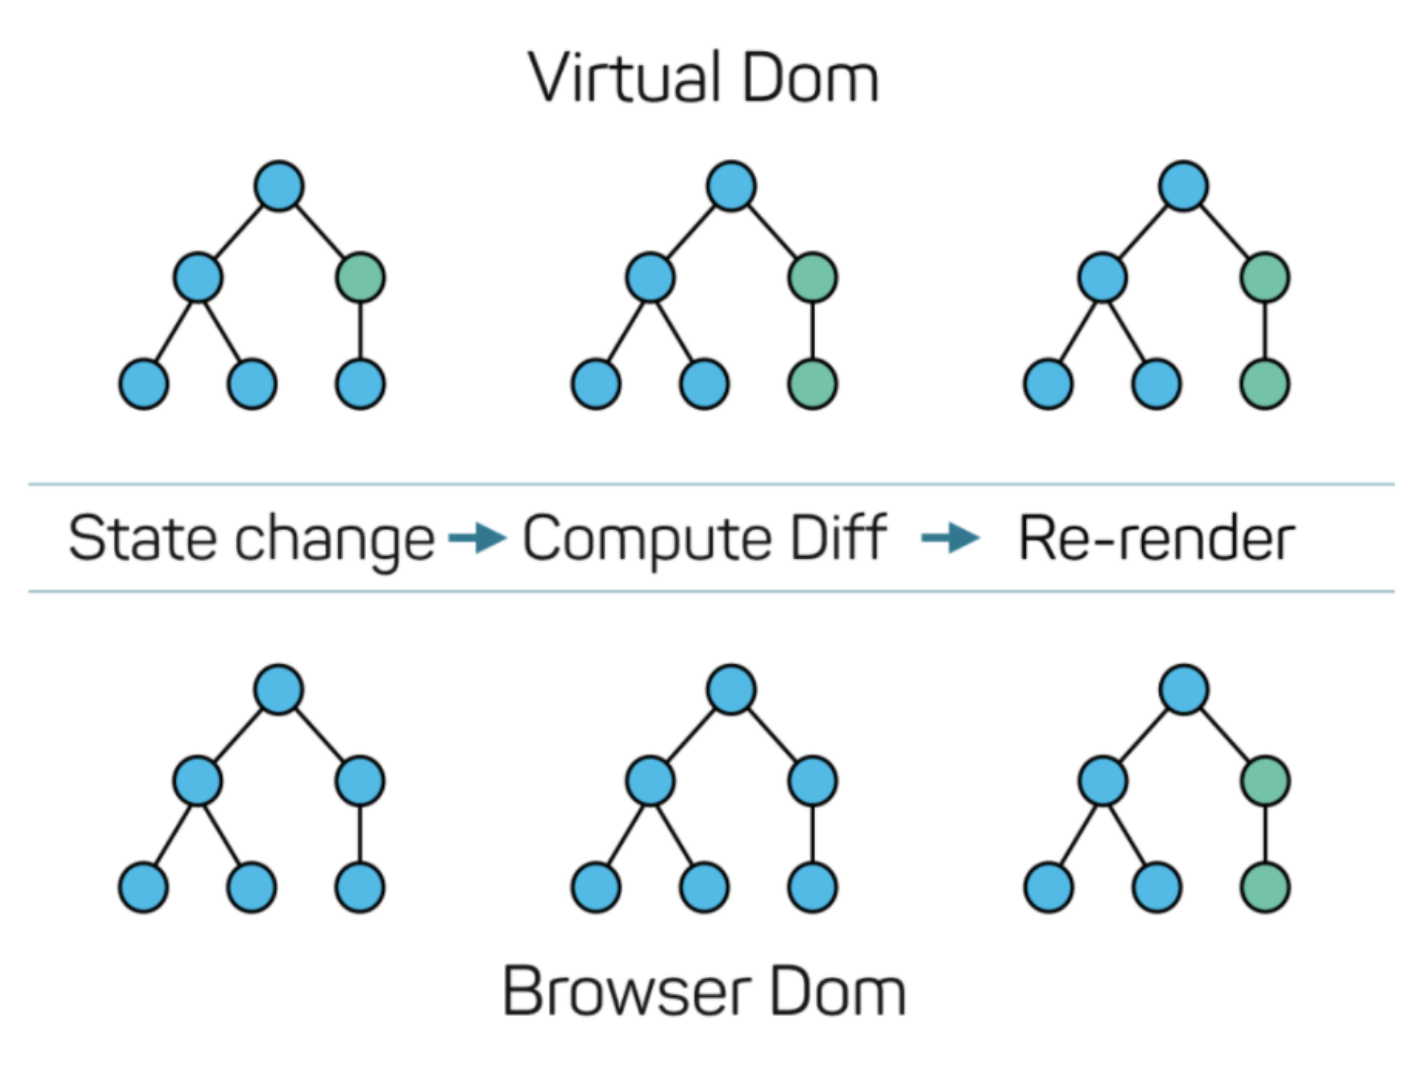 Virtual Dom
State change → Compute Diff → Re-render
Browser Dom